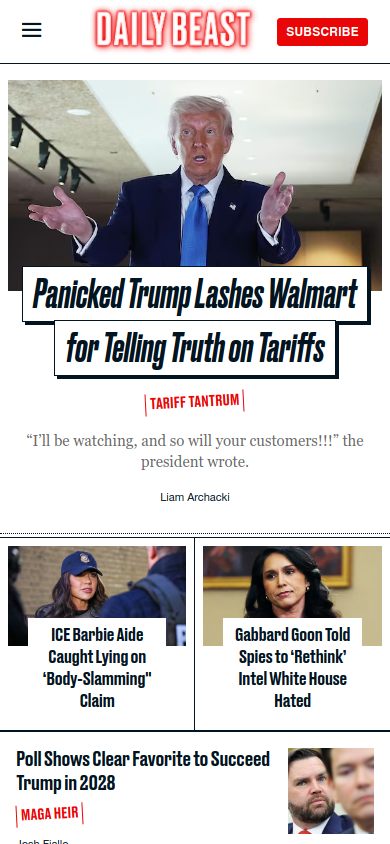 DAILY BEAST
SUBSCRIBE
Panicked Trump Lashes Walmart
for Telling Truth on Tariffs
TARIFF TANTRUM
“I’ll be watching, and so will your customers!!!” the
president wrote.
Liam Archacki
ICE Barbie Aide
Caught Lying on
‘Body-Slamming"
Claim
Gabbard Goon Told
Spies to ‘Rethink’
Intel White House
Hated
Poll Shows Clear Favorite to Succeed
Trump in 2028
MAGA HEIR
Josh Fiallo